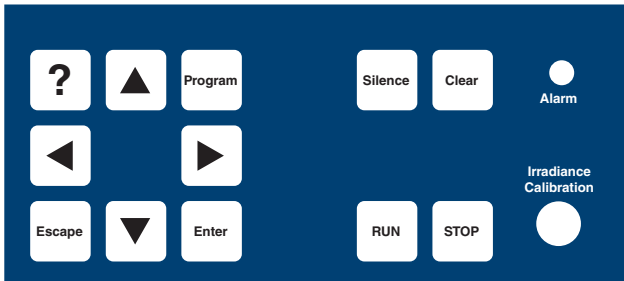 ?
Program
Silence
Clear
Alarm
Irradiance
Calibration
Escape
Enter
RUN
STOP